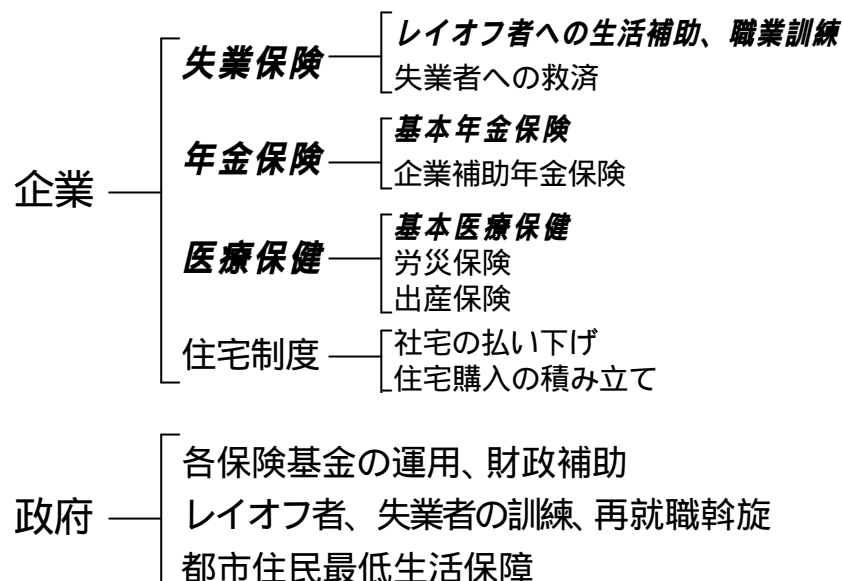 企業
失業保険
レイオフ者への生活補助、職業訓練
失業者への救済
年金保険
基本年金保険
企業補助年金保険
医療保健
基本医療保健
労災保険
出産保険
住宅制度
社宅の払い下げ
住宅購入の積み立て
政府
各保険基金の運用、財政補助
レイオフ者、失業者の訓練、再就職斡旋
都市住民最低生活保障